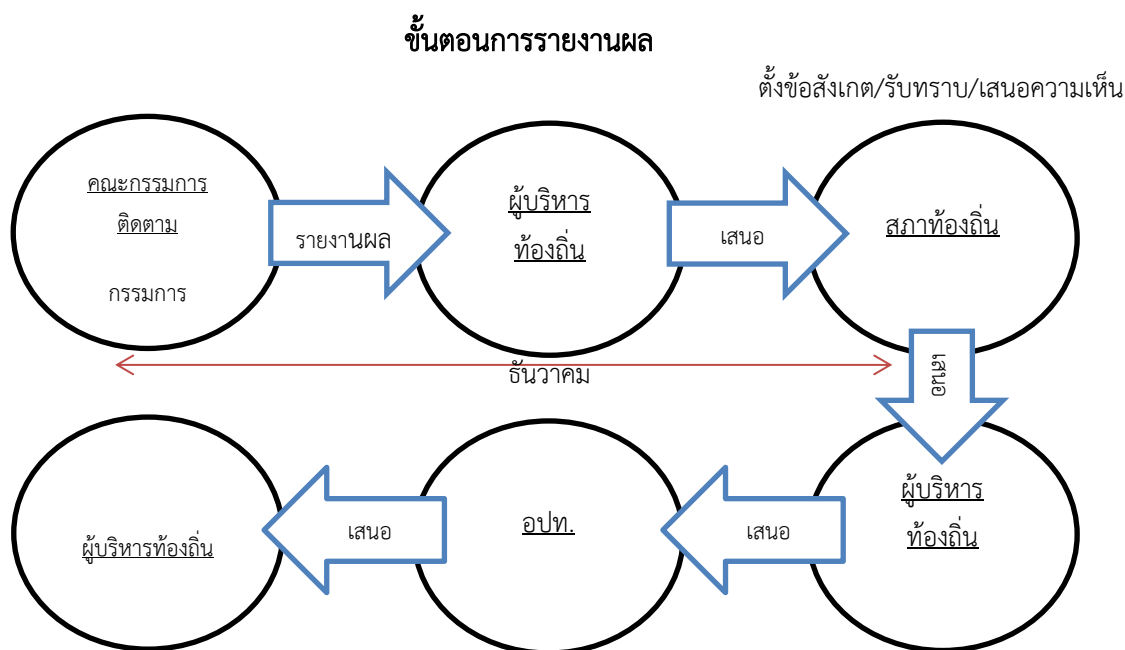 ขั้นตอนการรายงานผล
ตั้งข้อสังเกต/รับทราบ/เสนอความเห็น
คณะกรรมการ
ติดตาม
กรรมการ
รายงานผล
ผู้บริหาร
ท้องถิ่น
เสนอ
สภาท้องถิ่น
ธันวาคม
เสนอ
ผู้บริหาร
ท้องถิ่น
เสนอ
อปท.
เสนอ
ผู้บริหารท้องถิ่น